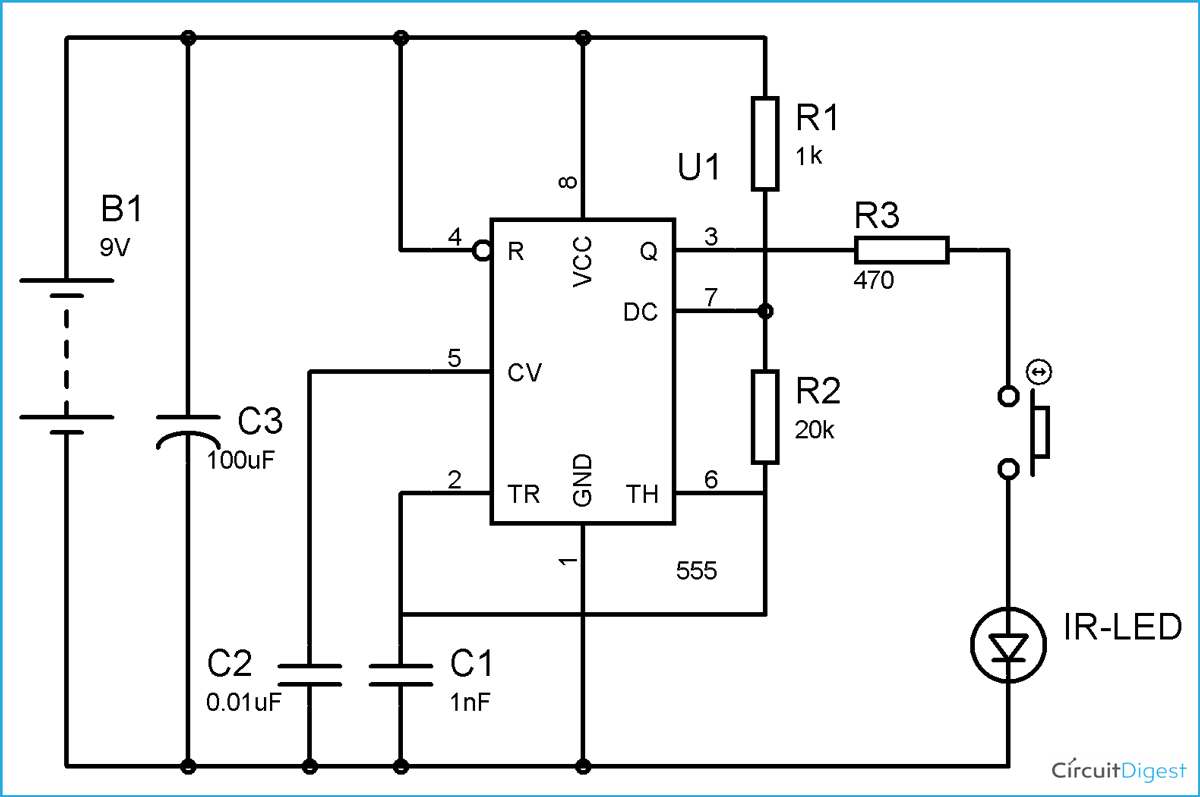 B1
9V
C3
100uF
C2
0.01uF
C1
1nF
U1
555
8
VCC
4
R
5
CV
2
TR
GND
1
3
Q
7
DC
6
TH
R1
1k
R2
20k
R3
470
IR-LED
CircuitDigest